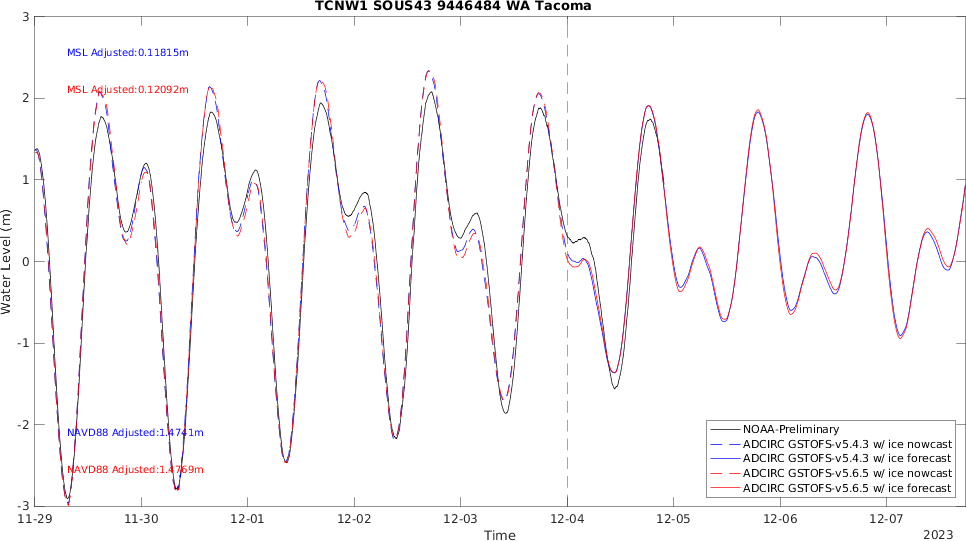 TCNW1 SOUS43 9446484 WA Tacoma
3
2
1
0
-1
-2
-3
Water Level (m)
MSL Adjusted:0.11815m
MSL Adjusted:0.12092m
NAVD88 Adjusted:1.4741m
NAVD88 Adjusted:1.4769m
NOAA-Preliminary
ADCIRC GSTOFS-v5.4.3 w/ ice nowcast
ADCIRC GSTOFS-v5.4.3 w/ ice forecast
ADCIRC GSTOFS-v5.6.5 w/ ice nowcast
ADCIRC GSTOFS-v5.6.5 w/ ice forecast
11-29 11-30 12-01 12-02 12-03 12-04 12-05 12-06 12-07
Time
2023